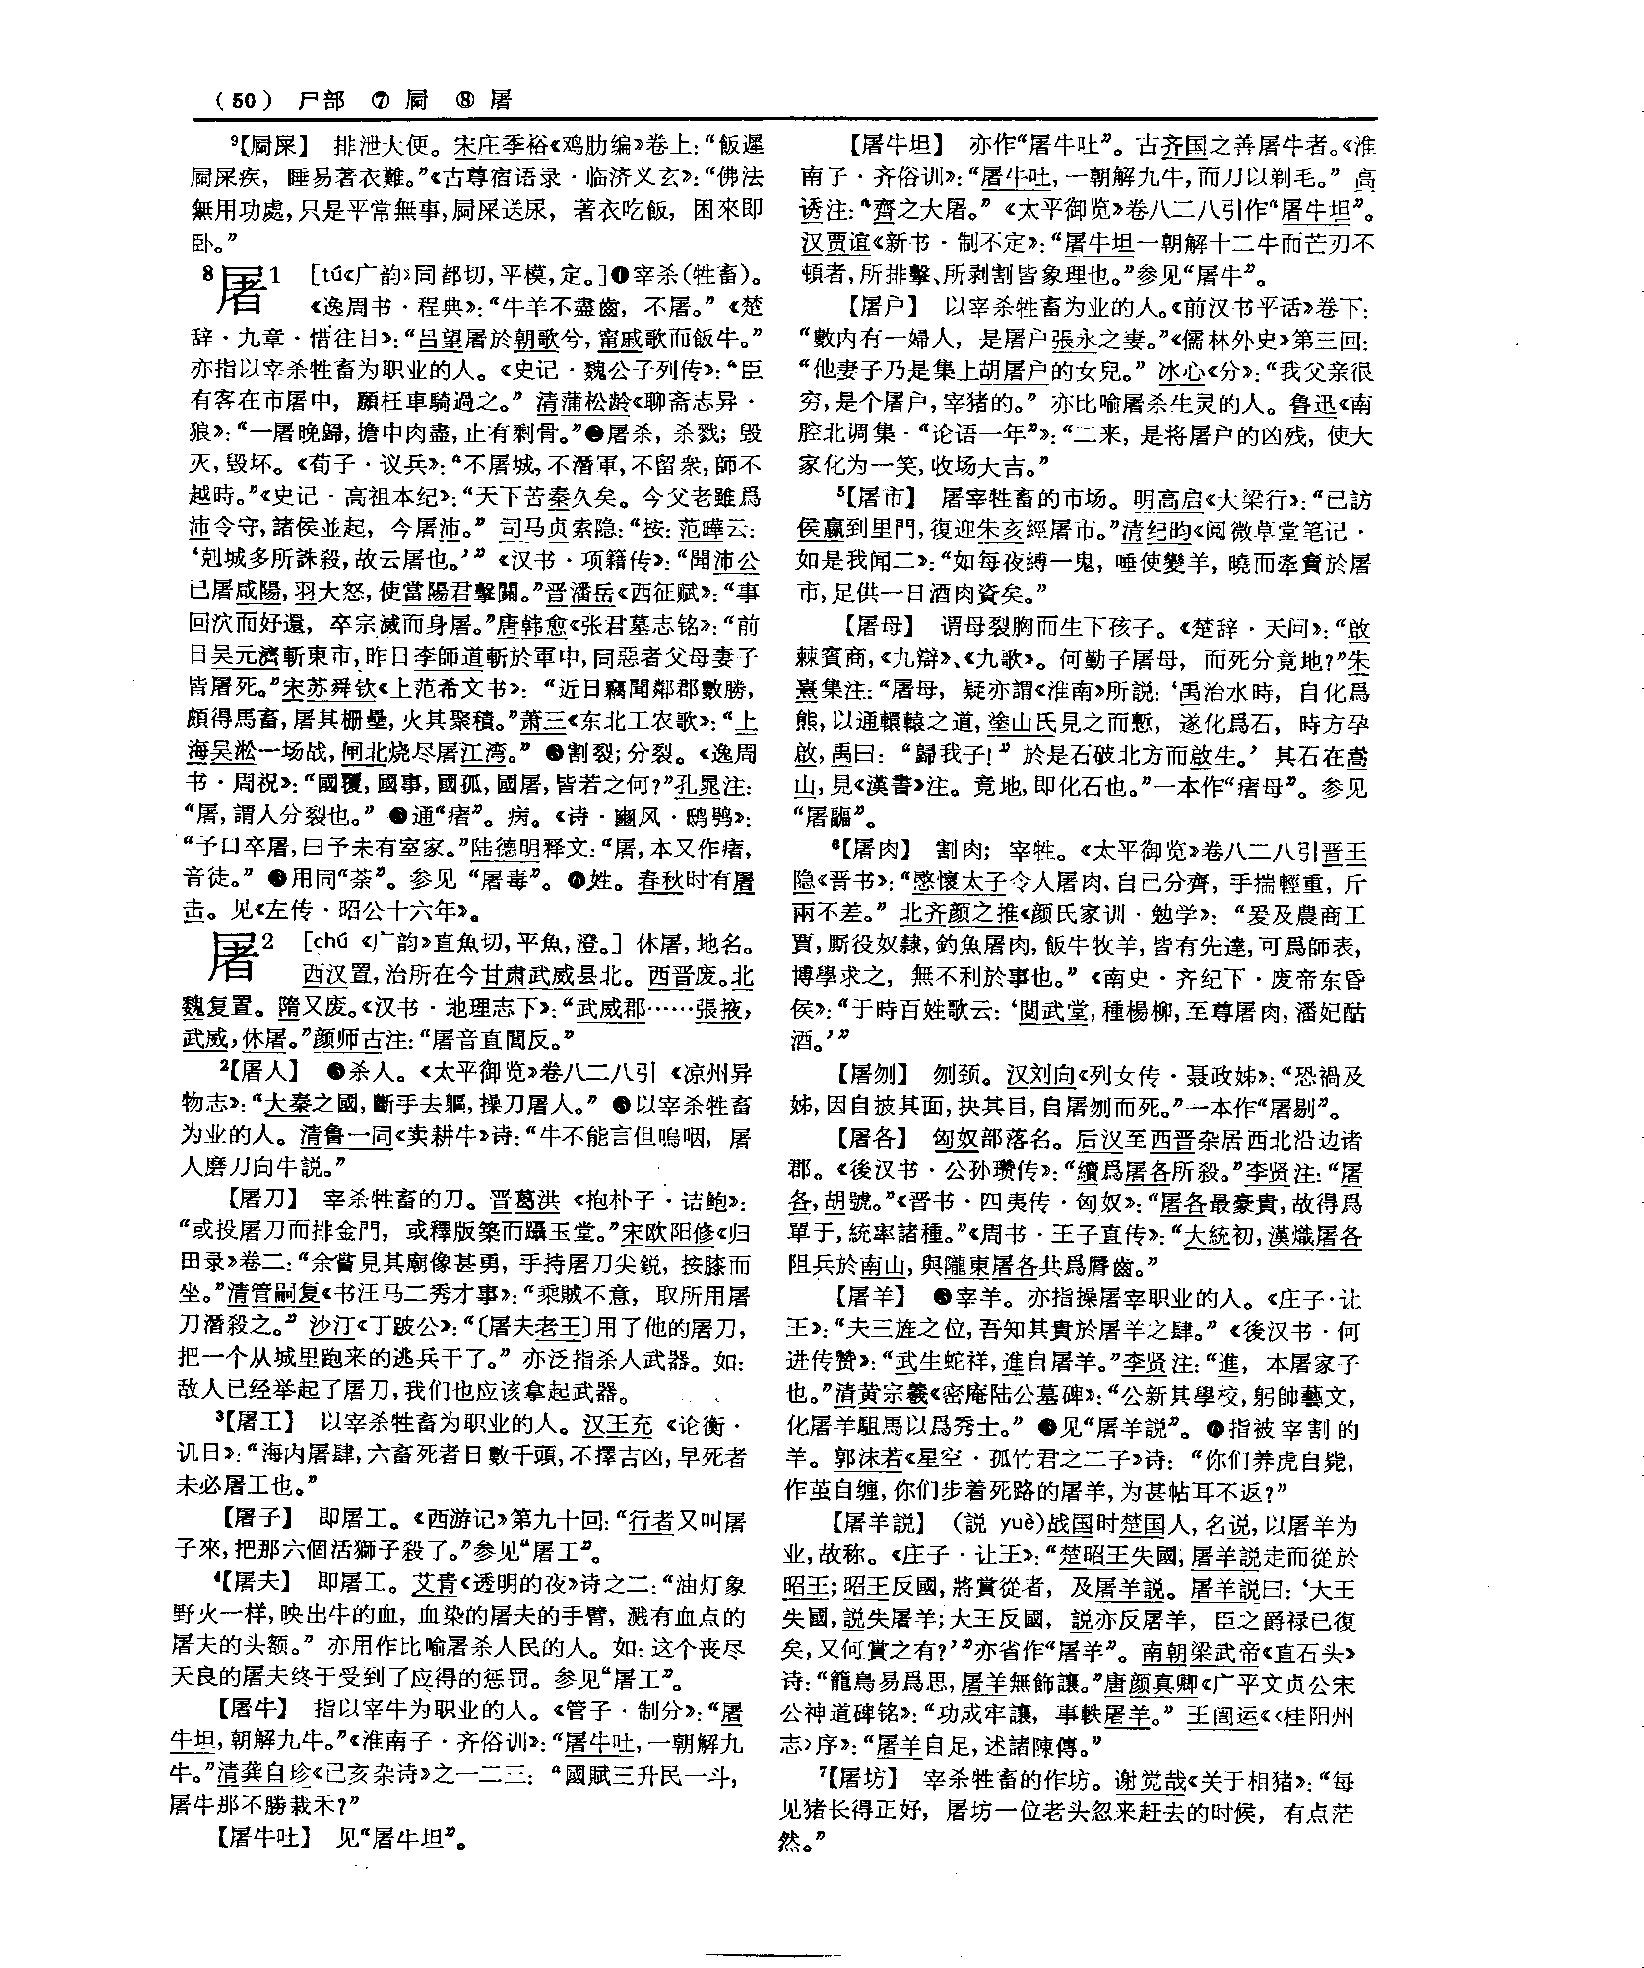 （50） 尸部 ⑦ 屙 ⑧ 屠
⁹【屙屎】 排泄大便。宋庄季裕《鸡肋编》卷上：“飯遲
屙屎疾， 睡易著衣難。”《古尊宿语录·临济义玄》：“佛法
無用功處，只是平常無事，屙屎送尿， 著衣吃飯， 困來即
卧。”
8屠1 ［tú《广韵》同都切，平模，定。］❶宰杀（牲畜）。
《逸周书·程典》：“牛羊不盡齒， 不屠。”《楚
辞·九章·惜往日》：“吕望屠於朝歌兮，甯戚歌而飯牛。”
亦指以宰杀牲畜为职业的人。《史记·魏公子列传》：“臣
有客在市屠中， 願枉車騎過之。” 清蒲松龄《聊斋志异·
狼》：“一屠晚歸，擔中肉盡，止有剩骨。”❷屠杀，杀戮；毁
灭，毁坏。《荀子·议兵》：“不屠城，不潛軍，不留衆，師不
越時。”《史记·高祖本纪》：“天下苦秦久矣。今父老雖爲
沛令守，諸侯並起， 今屠沛。” 司马贞索隐：“按：范曄云：
‘剋城多所誅殺，故云屠也。’”《汉书·项籍传》：“聞沛公
已屠咸陽，羽大怒，使當陽君擊關。”晋潘岳《西征赋》：“事
回泬而好還， 卒宗滅而身屠。”唐韩愈《张君墓志铭》：“前
日吴元濟斬東市，昨日李師道斬於軍中，同惡者父母妻子
皆屠死。”宋苏舜钦《上范希文书》：“近日竊聞鄰郡數勝，
頗得馬畜，屠其栅壘，火其聚積。”萧三《东北工农歌》：“上
海吴淞一场战，闸北烧尽屠江湾。” ❸割裂；分裂。《逸周
书·周祝》：“國覆，國事，國孤，國屠，皆若之何？”孔晁注：
“屠，謂人分裂也。” ❹通“瘏”。病。《诗·豳风·鸱鸮》：
“予口卒屠，曰予未有室家。”陆德明释文：“屠，本又作瘏，
音徒。” ❺用同“荼”。参见“屠毒”。❻姓。春秋时有屠
击。见《左传·昭公十六年》。
屠2 ［chú 《广韵》直魚切，平魚，澄。］ 休屠，地名。
西汉置，治所在今甘肃武威县北。西晋废。北
魏复置。隋又废。《汉书·地理志下》：“武威郡……張掖，
武威，休屠。”颜师古注：“屠音直閭反。”
²【屠人】 ❶杀人。《太平御览》卷八二八引《凉州异
物志》：“大秦之國，斷手去軀，操刀屠人。” ❷以宰杀牲畜
为业的人。清鲁一同《卖耕牛》诗：“牛不能言但嗚咽， 屠
人磨刀向牛説。”
【屠刀】 宰杀牲畜的刀。晋葛洪《抱朴子·诘鲍》：
“或投屠刀而排金門， 或釋版築而躡玉堂。”宋欧阳修《归
田录》卷二：“余嘗見其廟像甚勇，手持屠刀尖鋭，按膝而
坐。”清管嗣复《书汪马二秀才事》：“乘賊不意， 取所用屠
刀潛殺之。” 沙汀《丁跛公》：“〔屠夫老王〕用了他的屠刀，
把一个从城里跑来的逃兵干了。” 亦泛指杀人武器。如：
敌人已经举起了屠刀，我们也应该拿起武器。
³【屠工】 以宰杀牲畜为职业的人。汉王充《论衡·
讥日》：“海内屠肆，六畜死者日數千頭，不擇吉凶，早死者
未必屠工也。”
【屠子】 即屠工。《西游记》第九十回：“行者又叫屠
子來，把那六個活獅子殺了。”参见“屠工”。
⁴【屠夫】 即屠工。艾青《透明的夜》诗之二：“油灯象
野火一样，映出牛的血，血染的屠夫的手臂，溅有血点的
屠夫的头额。” 亦用作比喻屠杀人民的人。如：这个丧尽
天良的屠夫终于受到了应得的惩罚。参见“屠工”。
【屠牛】 指以宰牛为职业的人。《管子·制分》：“屠
牛坦，朝解九牛。”《淮南子·齐俗训》：“屠牛吐，一朝解九
牛。”清龚自珍《己亥杂诗》之一二三：“國賦三升民一斗，
屠牛那不勝栽禾？”
【屠牛吐】 见“屠牛坦”。
【屠牛坦】 亦作“屠牛吐”。古齐国之善屠牛者。《淮
南子·齐俗训》：“屠牛吐，一朝解九牛，而刀以剃毛。” 高
诱注：“齊之大屠。” 《太平御览》卷八二八引作“屠牛坦”。
汉贾谊《新书·制不定》：“屠牛坦一朝解十二牛而芒刃不
頓者，所排擊、所剥割皆象理也。”参见“屠牛”。
【屠户】 以宰杀牲畜为业的人。《前汉书平话》卷下：
“數内有一婦人， 是屠户張永之妻。”《儒林外史》第三回：
“他妻子乃是集上胡屠户的女兒。” 冰心《分》：“我父亲很
穷，是个屠户，宰猪的。” 亦比喻屠杀生灵的人。鲁迅《南
腔北调集·“论语一年”》：“二来，是将屠户的凶残，使大
家化为一笑，收场大吉。”
⁵【屠市】 屠宰牲畜的市场。明高启《大梁行》：“已訪
侯嬴到里門，復迎朱亥經屠市。”清纪昀《阅微草堂笔记·
如是我闻二》：“如每夜縛一鬼，唾使變羊，曉而牽賣於屠
市，足供一日酒肉資矣。”
【屠母】 谓母裂胸而生下孩子。《楚辞·天问》：“啟
棘賓商，《九辯》、《九歌》。何勤子屠母， 而死分竟地？”朱
熹集注：“屠母， 疑亦謂《淮南》所説：‘禹治水時， 自化爲
熊，以通轘轅之道，塗山氏見之而慙， 遂化爲石， 時方孕
啟，禹曰：“歸我子！” 於是石破北方而啟生。’ 其石在嵩
山，見《漢書》注。竟地，即化石也。”一本作“瘏母”。参见
“屠腷”。
⁶【屠肉】 割肉；宰牲。《太平御览》卷八二八引晋王
隐《晋书》：“愍懷太子令人屠肉，自己分齊，手揣輕重，斤
兩不差。” 北齐颜之推《颜氏家训·勉学》：“爰及農商工
賈，厮役奴隸，釣魚屠肉，飯牛牧羊，皆有先達，可爲師表，
博學求之， 無不利於事也。”《南史·齐纪下·废帝东昏
侯》：“于時百姓歌云：‘閱武堂，種楊柳，至尊屠肉，潘妃酤
酒。’”
【屠刎】 刎颈。汉刘向《列女传·聂政姊》：“恐禍及
姊，因自披其面，抉其目，自屠刎而死。”一本作“屠剔”。
【屠各】 匈奴部落名。后汉至西晋杂居西北沿边诸
郡。《後汉书·公孙瓒传》：“續爲屠各所殺。”李贤注：“屠
各，胡號。”《晋书·四夷传·匈奴》：“屠各最豪貴，故得爲
單于，統率諸種。”《周书·王子直传》：“大統初，漢熾屠各
阻兵於南山，與隴東屠各共爲脣齒。”
【屠羊】 ❶宰羊。亦指操屠宰职业的人。《庄子·让
王》：“夫三旌之位，吾知其貴於屠羊之肆。”《後汉书·何
进传赞》：“武生蛇祥，進自屠羊。”李贤注：“進， 本屠家子
也。”清黄宗羲《密庵陆公墓碑》：“公新其學校，躬帥藝文，
化屠羊駔馬以爲秀士。” ❷见“屠羊説”。❸指被宰割的
羊。郭沫若《星空·孤竹君之二子》诗：“你们养虎自毙，
作茧自缠，你们步着死路的屠羊，为甚帖耳不返？”
【屠羊説】 （説 yuè）战国时楚国人，名说，以屠羊为
业，故称。《庄子·让王》：“楚昭王失國，屠羊説走而從於
昭王；昭王反國，將賞從者， 及屠羊説。屠羊説曰：‘大王
失國，説失屠羊；大王反國， 説亦反屠羊， 臣之爵禄已復
矣，又何賞之有？’”亦省作“屠羊”。南朝梁武帝《直石头》
诗：“籠鳥易爲思，屠羊無飾讓。”唐颜真卿《广平文贞公宋
公神道碑铭》：“功成牢讓， 事軼屠羊。” 王闿运《〈桂阳州
志〉序》：“屠羊自足，述諸陳傳。”
⁷【屠坊】 宰杀牲畜的作坊。谢觉哉《关于相猪》：“每
见猪长得正好， 屠坊一位老头忽来赶去的时候， 有点茫
然。”